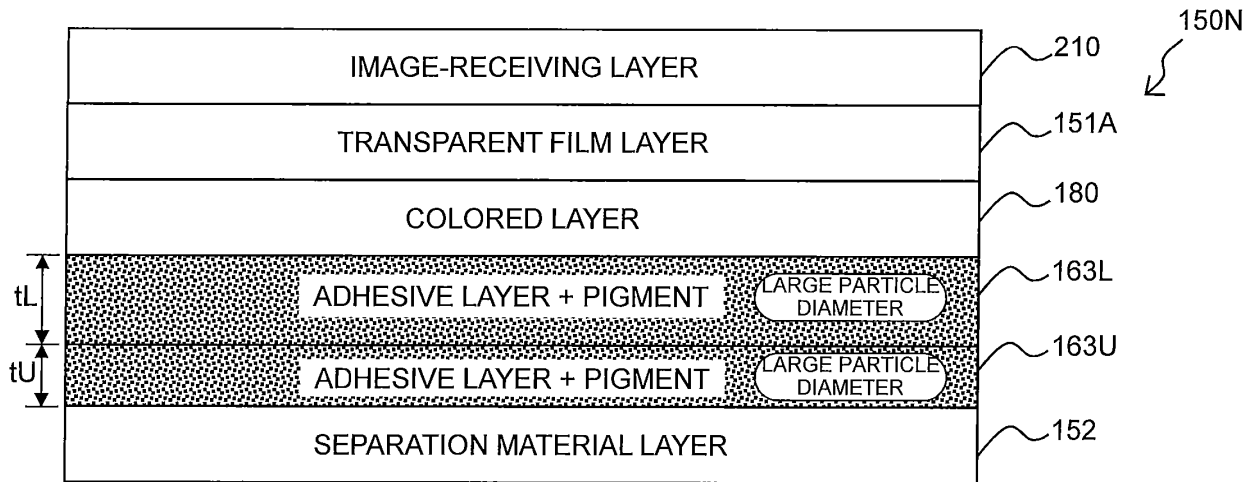 150N
IMAGE-RECEIVING LAYER
210
TRANSPARENT FILM LAYER
151A
COLORED LAYER
180
tL
ADHESIVE LAYER + PIGMENT
LARGE PARTICLE
DIAMETER
163L
tU
ADHESIVE LAYER + PIGMENT
LARGE PARTICLE
DIAMETER
163U
SEPARATION MATERIAL LAYER
152